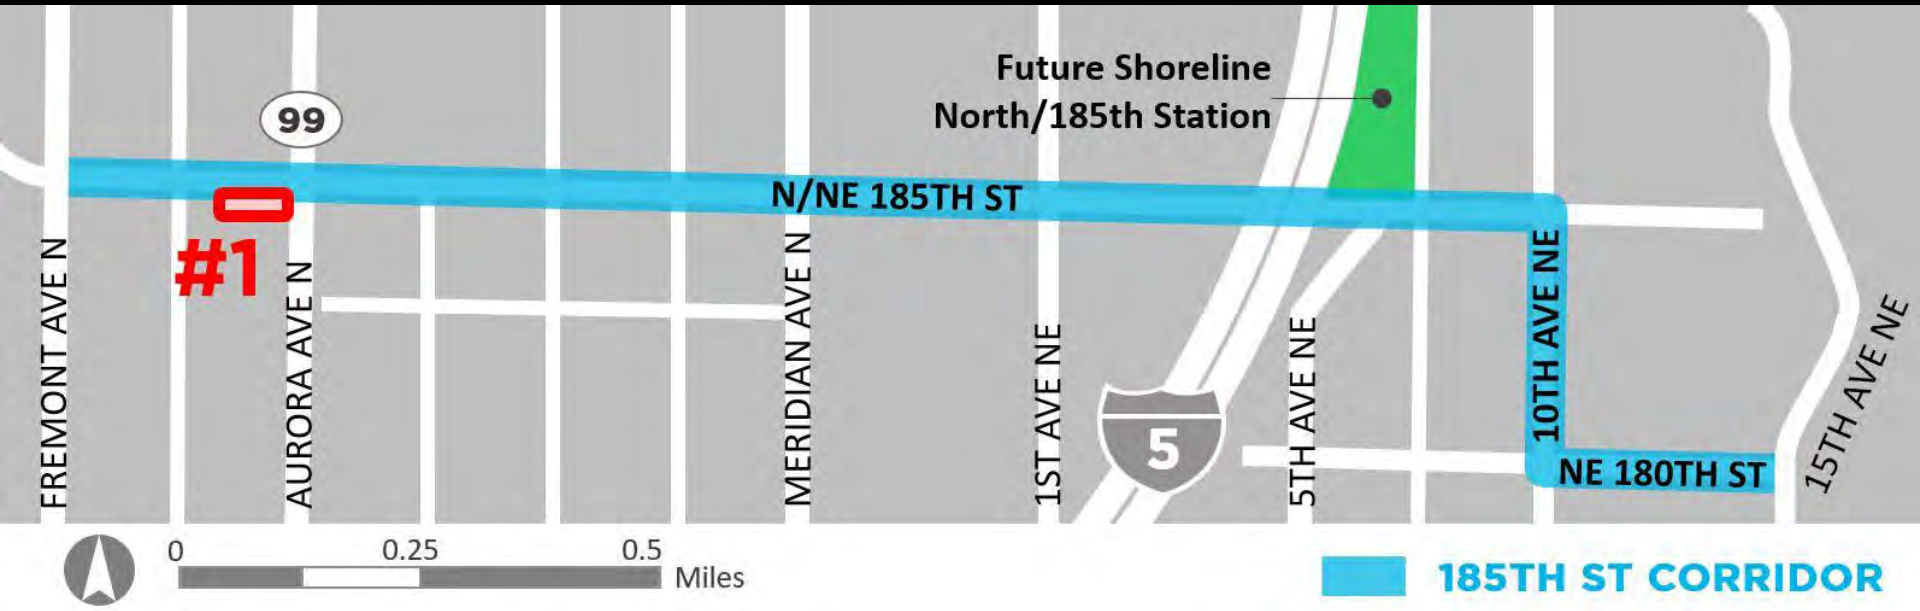 Future Shoreline
North/185th Station
99
N/NE 185TH ST
#1
FREMONT AVE N
AURORA AVE N
MERIDIAN AVE N
1ST AVE NE
5
5TH AVE NE
10TH AVE NE
NE 180TH ST
15TH AVE NE
0 0.25 0.5
Miles
185TH ST CORRIDOR